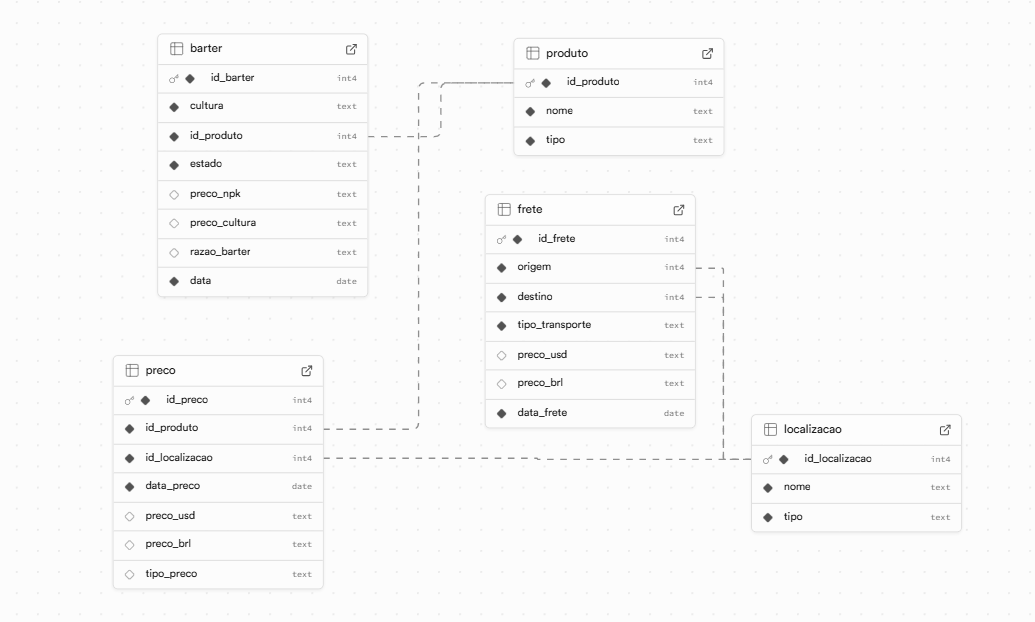 barter
id_barter int4
cultura text
id_produto int4
estado text
preco_npk text
preco_cultura text
razao_barter text
data date
produto
id_produto int4
nome text
tipo text
frete
id_frete int4
origem int4
destino int4
tipo_transporte text
preco_usd text
preco_brl text
data_frete date
preco
id_preco int4
id_produto int4
id_localizacao int4
data_preco date
preco_usd text
preco_brl text
tipo_preco text
localizacao
id_localizacao int4
nome text
tipo text